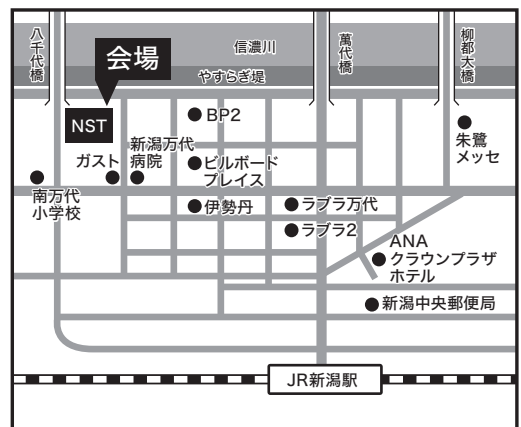 八千代橋
信濃川
萬代橋
柳都大橋
会場
やすらぎ堤
NST
BP2
新潟万代
病院
ガスト
ビルボード
プレイス
朱鷺
メッセ
南万代
小学校
伊勢丹
ラブラ万代
ラブラ2
ANA
クラウンプラザ
ホテル
新潟中央郵便局
JR新潟駅